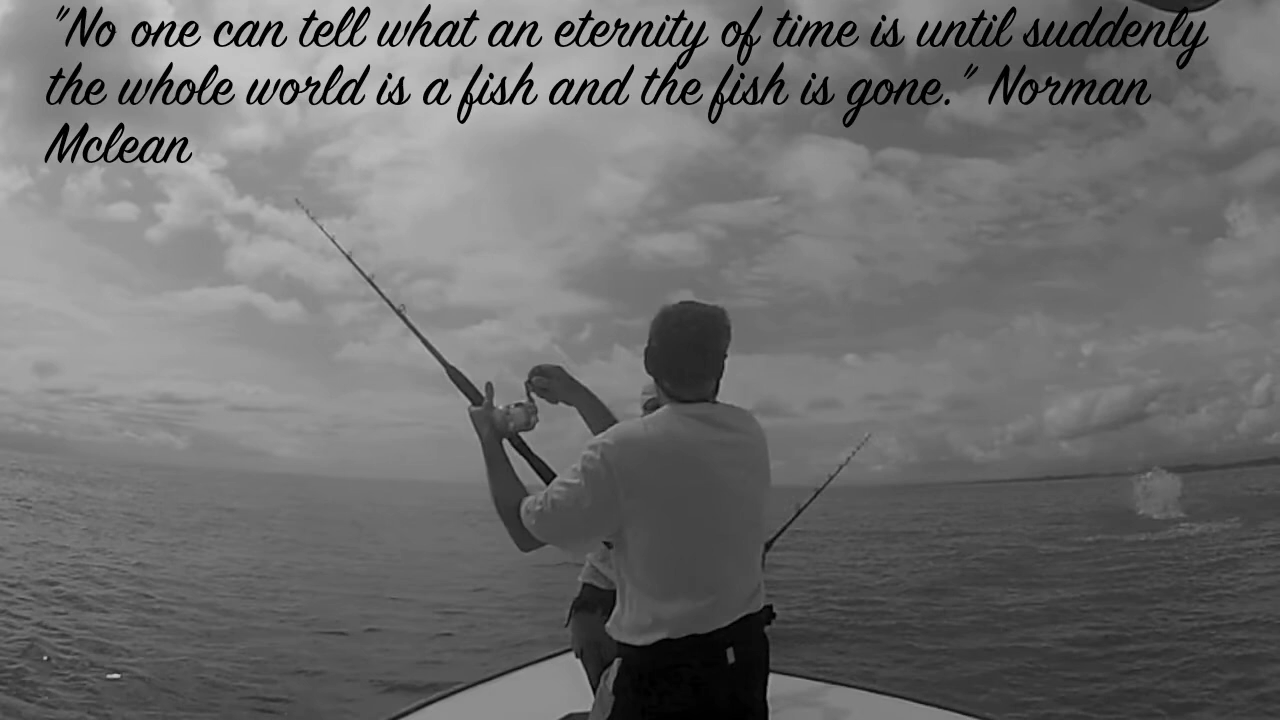 "No one can tell what an eternity of time is until suddenly
the whole world is a fish and the fish is gone." Norman
Mclean